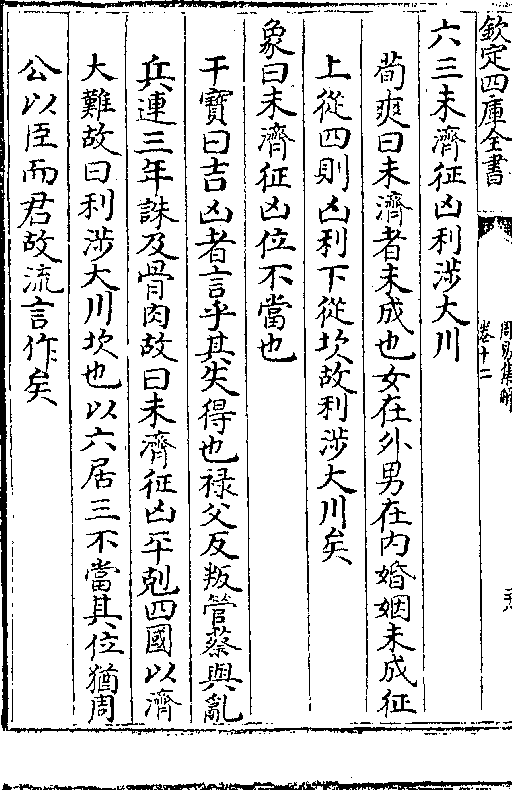 欽定四庫全書
周易集解
卷十二
六三未濟征凶利涉大川
荀爽曰未濟者未成也女在外男在内婚姻未成征
上從四則凶利下從坎故利涉大川矣
象曰未濟征凶位不當也
干寶曰吉凶者言乎其失得也禄父反叛管蔡與亂
兵連三年誅及骨肉故曰未濟征凶平剋四國以濟
大難故曰利涉大川坎也以六居三不當其位猶周
公以臣而君故流言作矣